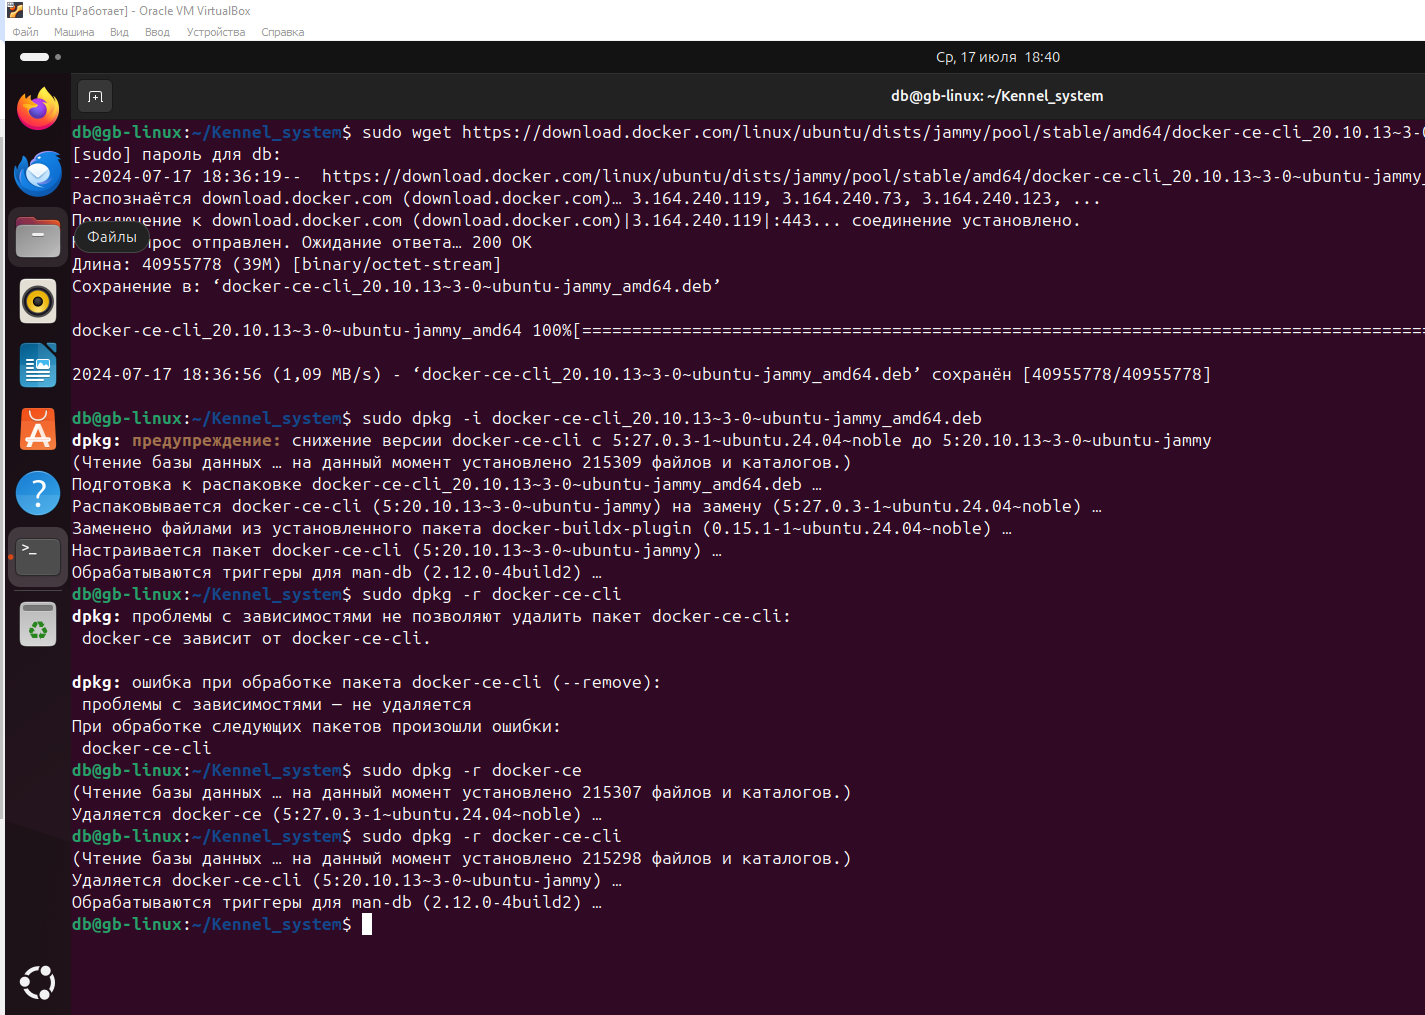 Ubuntu [Работает] - Oracle VM VirtualBox
Файл Машина Вид Ввод Устройства Справка
Ср, 17 июля 18:40
db@gb-linux: ~/Kennel_system
db@gb-linux:~/Kennel_system$ sudo wget https://download.docker.com/linux/ubuntu/dists/jammy/pool/stable/amd64/docker-ce-cli_20.10.13~3-
[sudo] пароль для db:
--2024-07-17 18:36:19-- https://download.docker.com/linux/ubuntu/dists/jammy/pool/stable/amd64/docker-ce-cli_20.10.13~3-0~ubuntu-jammy_
Распознаётся download.docker.com (download.docker.com)… 3.164.240.119, 3.164.240.73, 3.164.240.123, ...
Подключение к download.docker.com (download.docker.com)|3.164.240.119|:443... соединение установлено.
Файлы
рос отправлен. Ожидание ответа… 200 OK
Длина: 40955778 (39M) [binary/octet-stream]
Сохранение в: ‘docker-ce-cli_20.10.13~3-0~ubuntu-jammy_amd64.deb’
docker-ce-cli_20.10.13~3-0~ubuntu-jammy_amd64 100%[=====================================================================================
2024-07-17 18:36:56 (1,09 MB/s) - ‘docker-ce-cli_20.10.13~3-0~ubuntu-jammy_amd64.deb’ сохранён [40955778/40955778]
db@gb-linux:~/Kennel_system$ sudo dpkg -i docker-ce-cli_20.10.13~3-0~ubuntu-jammy_amd64.deb
dpkg: предупреждение: снижение версии docker-ce-cli с 5:27.0.3-1~ubuntu.24.04~noble до 5:20.10.13~3-0~ubuntu-jammy
(Чтение базы данных … на данный момент установлено 215309 файлов и каталогов.)
Подготовка к распаковке docker-ce-cli_20.10.13~3-0~ubuntu-jammy_amd64.deb …
Распаковывается docker-ce-cli (5:20.10.13~3-0~ubuntu-jammy) на замену (5:27.0.3-1~ubuntu.24.04~noble) …
Заменено файлами из установленного пакета docker-buildx-plugin (0.15.1-1~ubuntu.24.04~noble) …
Настраивается пакет docker-ce-cli (5:20.10.13~3-0~ubuntu-jammy) …
Обрабатываются триггеры для man-db (2.12.0-4build2) …
db@gb-linux:~/Kennel_system$ sudo dpkg -r docker-ce-cli
dpkg: проблемы с зависимостями не позволяют удалить пакет docker-ce-cli:
docker-ce зависит от docker-ce-cli.
dpkg: ошибка при обработке пакета docker-ce-cli (--remove):
проблемы с зависимостями — не удаляется
При обработке следующих пакетов произошли ошибки:
docker-ce-cli
db@gb-linux:~/Kennel_system$ sudo dpkg -r docker-ce
(Чтение базы данных … на данный момент установлено 215307 файлов и каталогов.)
Удаляется docker-ce (5:27.0.3-1~ubuntu.24.04~noble) …
db@gb-linux:~/Kennel_system$ sudo dpkg -r docker-ce-cli
(Чтение базы данных … на данный момент установлено 215298 файлов и каталогов.)
Удаляется docker-ce-cli (5:20.10.13~3-0~ubuntu-jammy) …
Обрабатываются триггеры для man-db (2.12.0-4build2) …
db@gb-linux:~/Kennel_system$